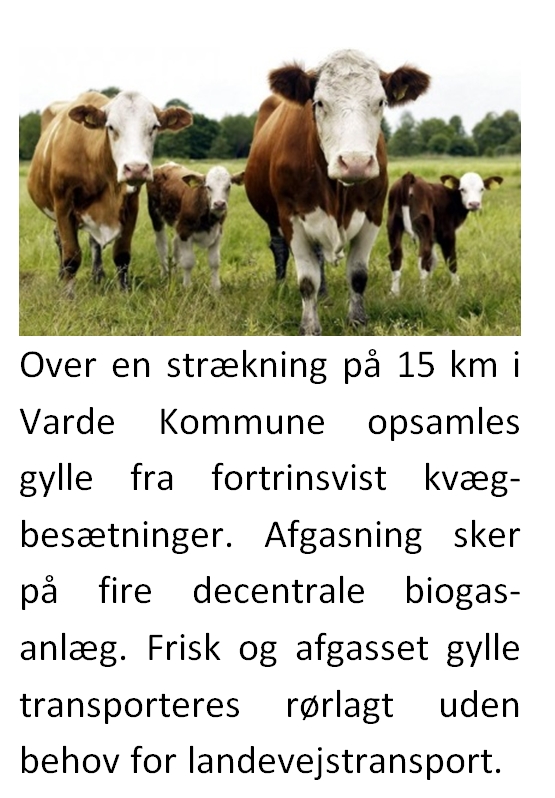 Over en strækning på 15 km i
Varde Kommune opsamles
gylle fra fortrinsvist kvæg-
besætninger. Afgasning sker
på fire decentrale biogas-
anlæg. Frisk og afgasset gylle
transporteres rørlagt uden
behov for landevejstransport.